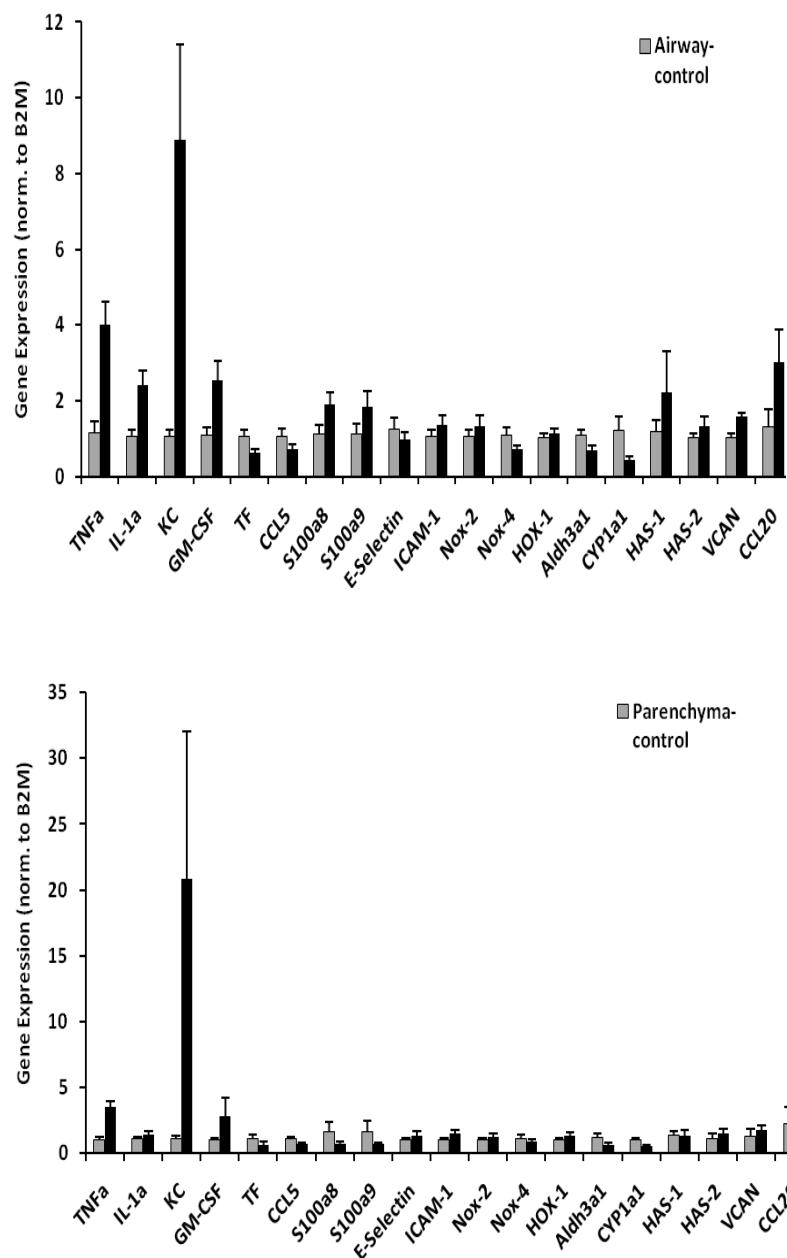 12
10
8
6
4
2
0
Gene Expression (norm. to B2M)
Airway-
control
TNFa
IL-1a
KC
GM-CSF
TF
CCL5
S100a8
S100a9
E-Selectin
ICAM-1
Nox-2
Nox-4
HOX-1
Aldh3a1
CYP1a1
HAS-1
HAS-2
VCAN
CCL20
35
30
25
20
15
10
5
0
Gene Expression (norm. to B2M)
Parenchyma-
control
TNFa
IL-1a
KC
GM-CSF
TF
CCL5
S100a8
S100a9
E-Selectin
ICAM-1
Nox-2
Nox-4
HOX-1
Aldh3a1
CYP1a1
HAS-1
HAS-2
VCAN
CCL20